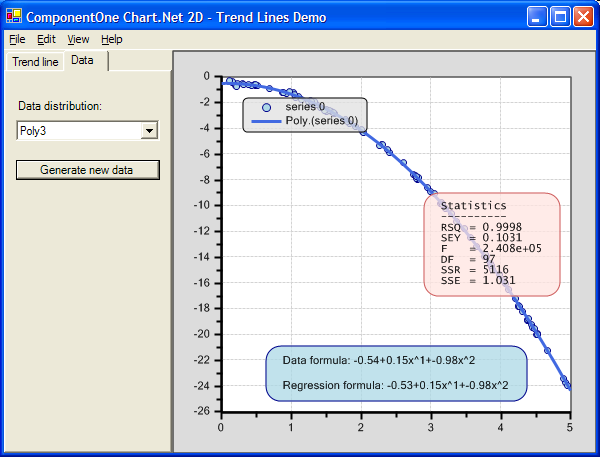 ComponentOne Chart.Net 2D - Trend Lines Demo
File Edit View Help
Trend line Data
Data distribution:
Poly3
Generate new data
0
-2
-4
-6
-8
-10
-12
-14
-16
-18
-20
-22
-24
-26
series 0
Poly.(series 0)
Statistics
----------
RSQ = 0.9998
SEY = 0.1031
F = 2.408e+05
DF = 97
SSR = 5116
SSE = 1.031
Data formula: -0.54+0.15x^1+-0.98x^2
Regression formula: -0.53+0.15x^1+-0.98x^2
0 1 2 3 4 5